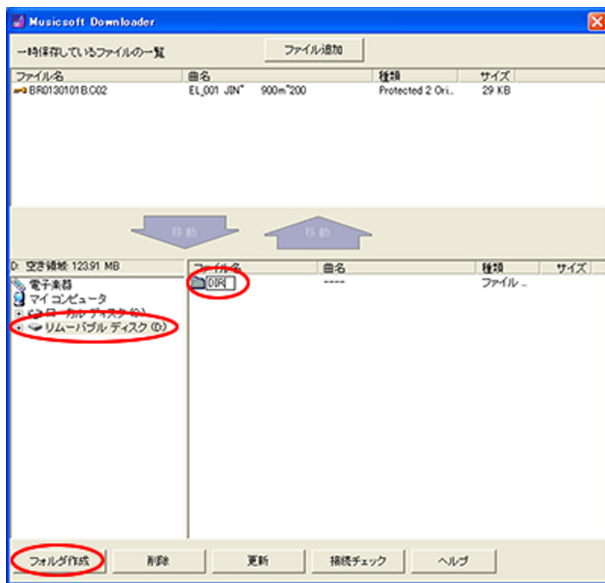 Musicsoft Downloader
一時保存しているファイルの一覧 ファイル追加
ファイル名 曲名 種類 サイズ
BR0130101B.C02 EL_001 JIN" 900m"200 Protected 2 Ori... 29 KB
移動 移動
D: 空き領域: 123.91 MB
ファイル名 曲名 種類 サイズ
電子楽器
DIR ---- ファイル ...
マイ コンピュータ
ローカル ディスク (C)
リムーバブル ディスク (D)
フォルダ作成 削除 更新 接続チェック ヘルプ